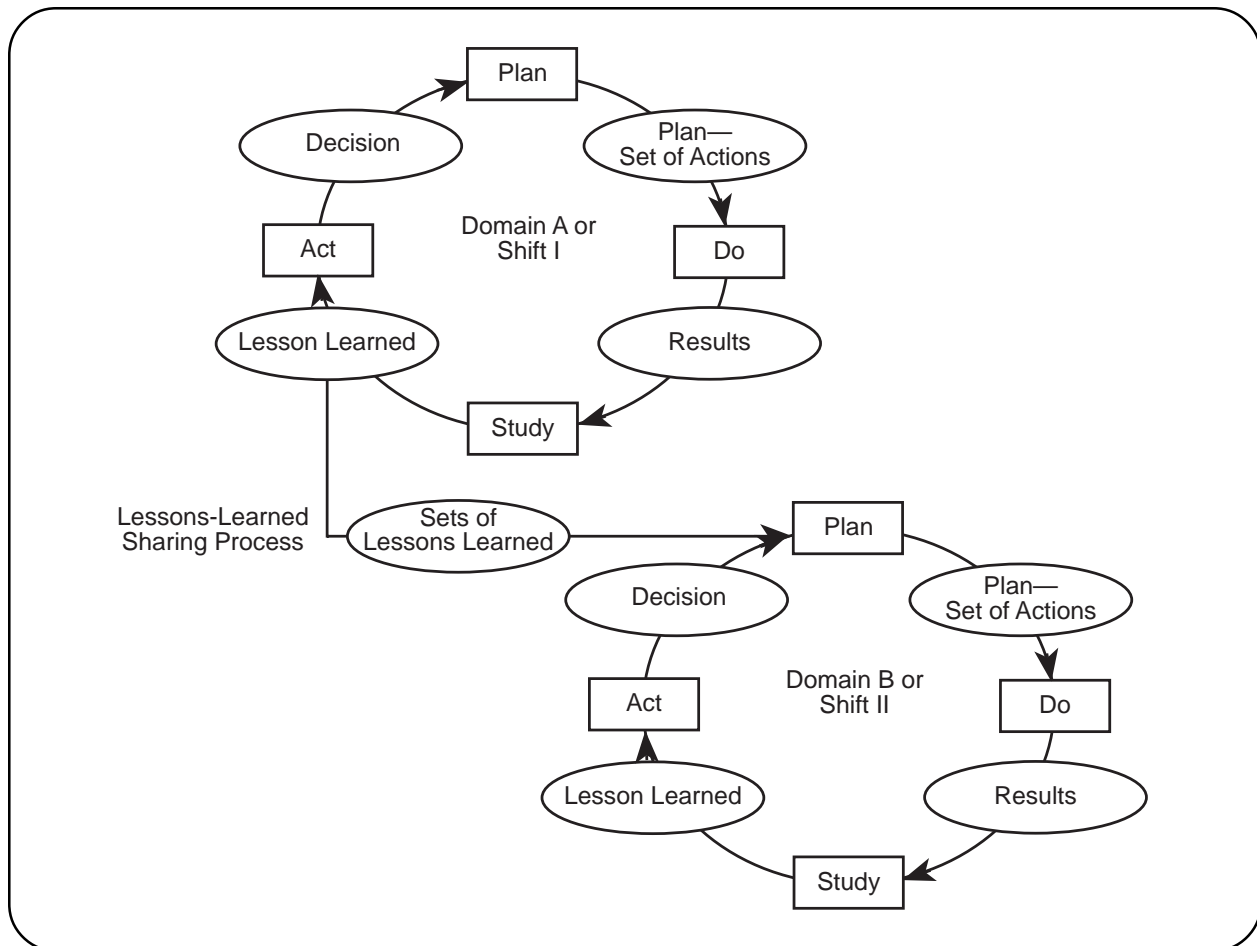 Plan
Decision
Plan—
Set of Actions
Domain A or
Shift I
Act
Do
Lesson Learned
Results
Study
Lessons-Learned
Sharing Process
Sets of
Lessons Learned
Plan
Decision
Plan—
Set of Actions
Domain B or
Shift II
Act
Do
Lesson Learned
Results
Study